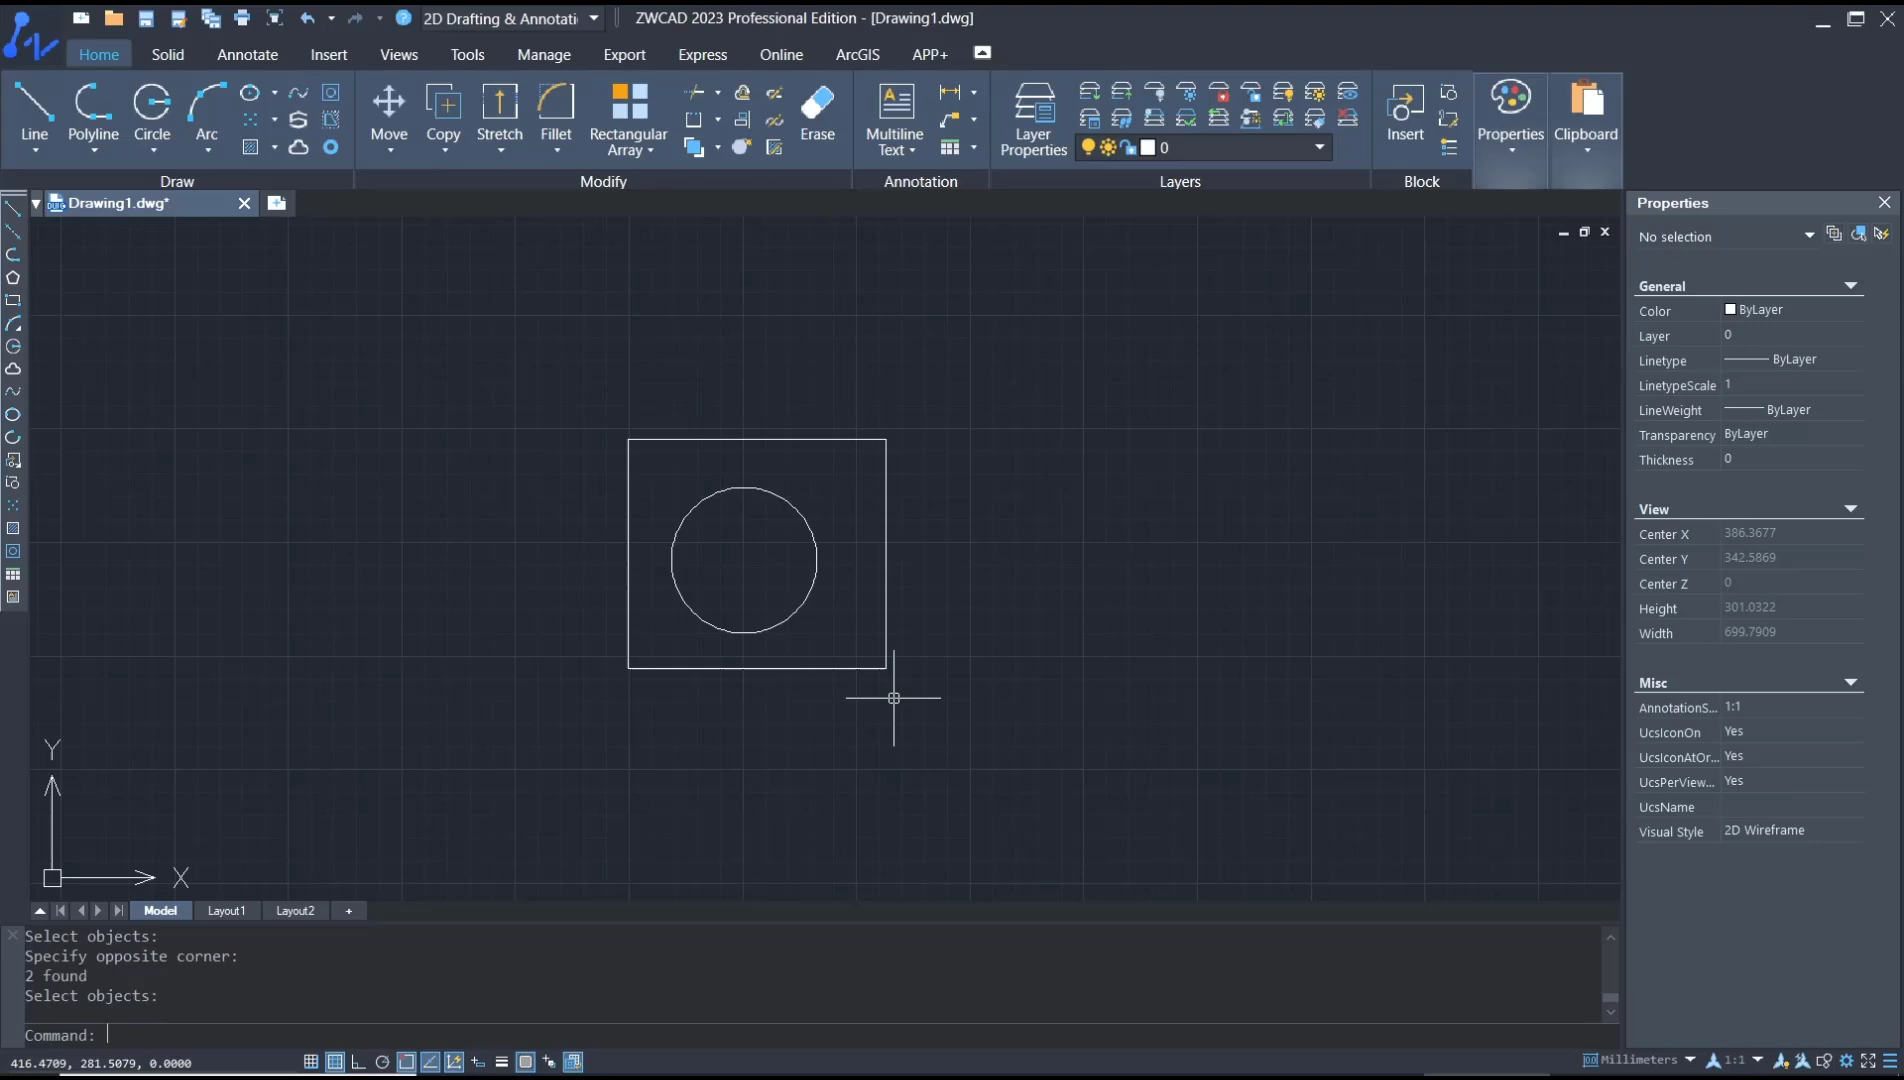 2D Drafting & Annotati
ZWCAD 2023 Professional Edition - [Drawing1.dwg]
Home Solid Annotate Insert Views Tools Manage Export Express Online ArcGIS APP+
Line Polyline Circle Arc
Move Copy Stretch Fillet Rectangular Array Erase
Multiline Text
Layer Properties
0
Insert Properties Clipboard
Draw Modify Annotation Layers Block
Drawing1.dwg*
Properties
No selection
General
Color ByLayer
Layer 0
Linetype ByLayer
LinetypeScale 1
LineWeight ByLayer
Transparency ByLayer
Thickness 0
View
Center X 386.3677
Center Y 342.5869
Center Z 0
Height 301.0322
Width 699.7909
Misc
AnnotationS... 1:1
UcsIconOn Yes
UcsIconAtOr... Yes
UcsPerView... Yes
UcsName
Visual Style 2D Wireframe
Y
X
Model Layout1 Layout2 +
Select objects:
Specify opposite corner:
2 found
Select objects:
Command:
416.4709, 281.5079, 0.0000
Millimeters 1:1